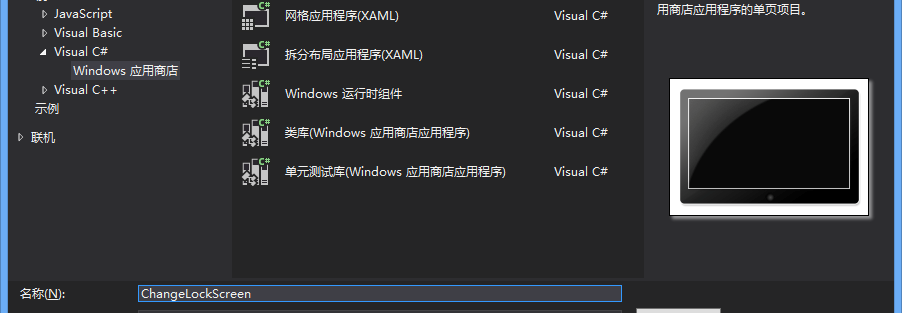 JavaScript
Visual Basic
Visual C#
Windows 应用商店
Visual C++
示例
联机
C# 网格应用程序(XAML) Visual C#
C# 拆分布局应用程序(XAML) Visual C#
C# Windows 运行时组件 Visual C#
C# 类库(Windows 应用商店应用程序) Visual C#
C# 单元测试库(Windows 应用商店应用程序) Visual C#
用商店应用程序的单页项目。
名称(N): ChangeLockScreen